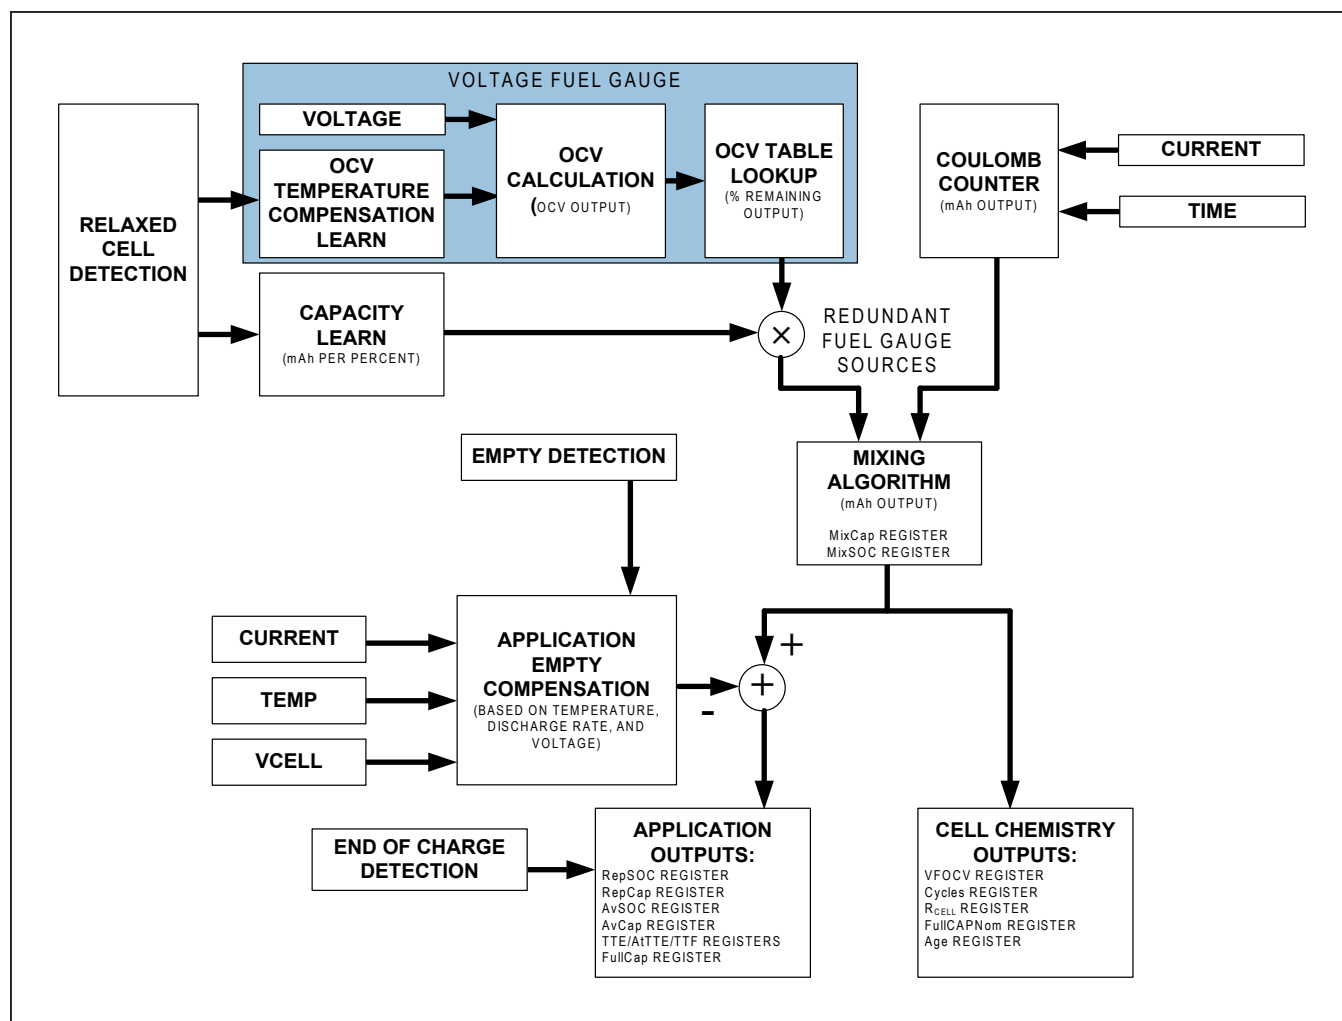 VOLTAGE FUEL GAUGE
VOLTAGE
OCV
TEMPERATURE
COMPENSATION
LEARN
OCV
CALCULATION
(OCV OUTPUT)
OCV TABLE
LOOKUP
(% REMAINING
OUTPUT)
COULOMB
COUNTER
(mAh OUTPUT)
CURRENT
TIME
RELAXED
CELL
DETECTION
CAPACITY
LEARN
(mAh PER PERCENT)
×
REDUNDANT
FUEL GAUGE
SOURCES
EMPTY DETECTION
MIXING
ALGORITHM
(mAh OUTPUT)
MixCap REGISTER
MixSOC REGISTER
CURRENT
TEMP
VCELL
APPLICATION
EMPTY
COMPENSATION
(BASED ON TEMPERATURE,
DISCHARGE RATE, AND
VOLTAGE)
+
+
-
END OF CHARGE
DETECTION
APPLICATION
OUTPUTS:
RepSOC REGISTER
RepCap REGISTER
AvSOC REGISTER
AvCap REGISTER
TTE/AtTTE/TTF REGISTERS
FullCap REGISTER
CELL CHEMISTRY
OUTPUTS:
VFOCV REGISTER
Cycles REGISTER
RCELL REGISTER
FullCAPNom REGISTER
Age REGISTER